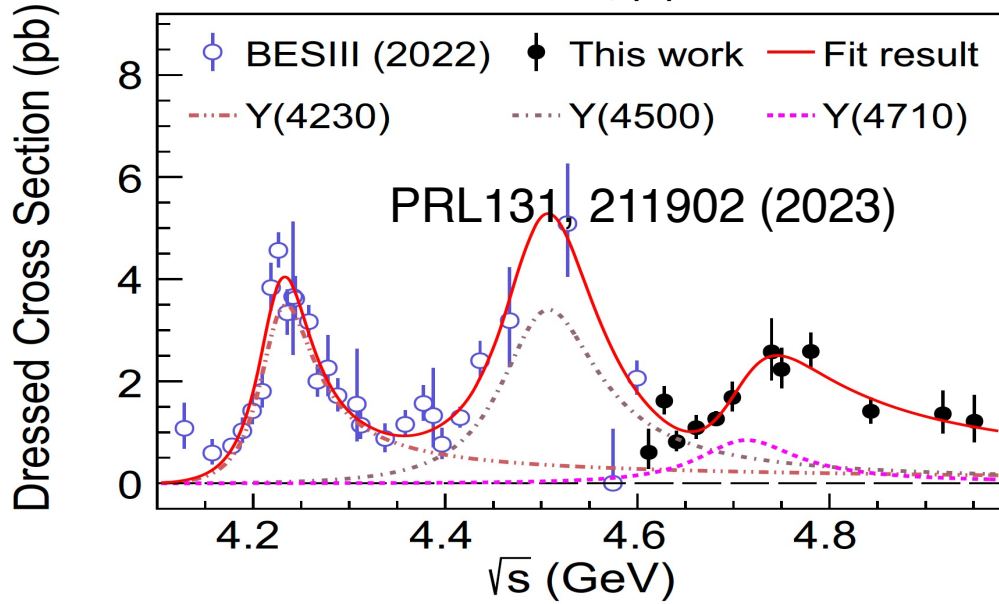 Dressed Cross Section (pb)
BESIII (2022) This work Fit result
Y(4230) Y(4500) Y(4710)
PRL131, 211902 (2023)
8
6
4
2
0
4.2 4.4 4.6 4.8
√s (GeV)